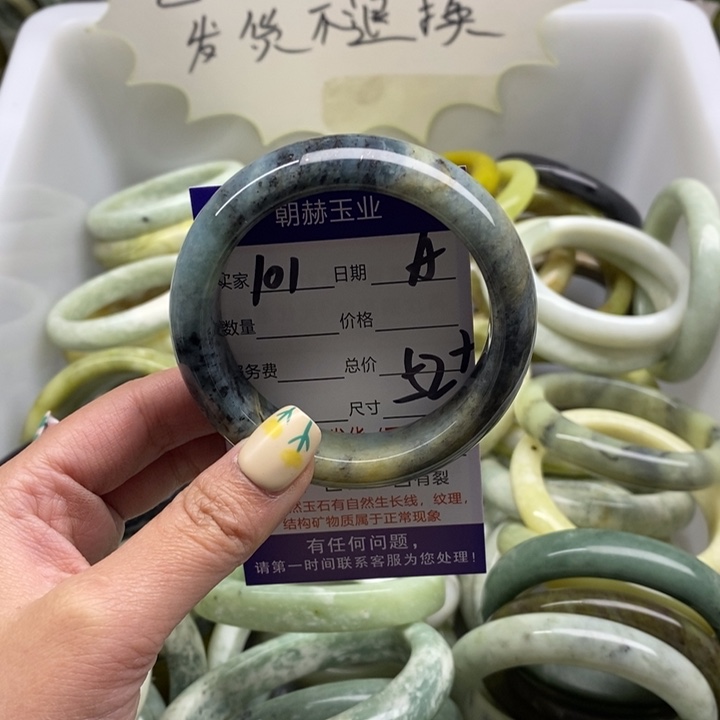 发货不退换
朝赫玉业
买家 101 日期 A
数量 价格
务费 总价
尺寸 52+
有裂
然玉石有自然生长线，纹理，
结构矿物质属于正常现象
有任何问题，
请第一时间联系客服为您处理！